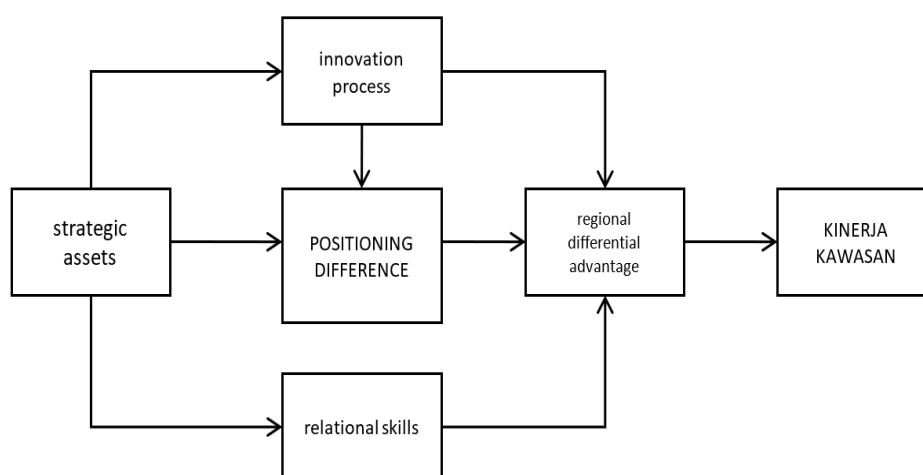 innovation
process
strategic
assets
POSITIONING
DIFFERENCE
regional
differential
advantage
KINERJA
KAWASAN
relational skills